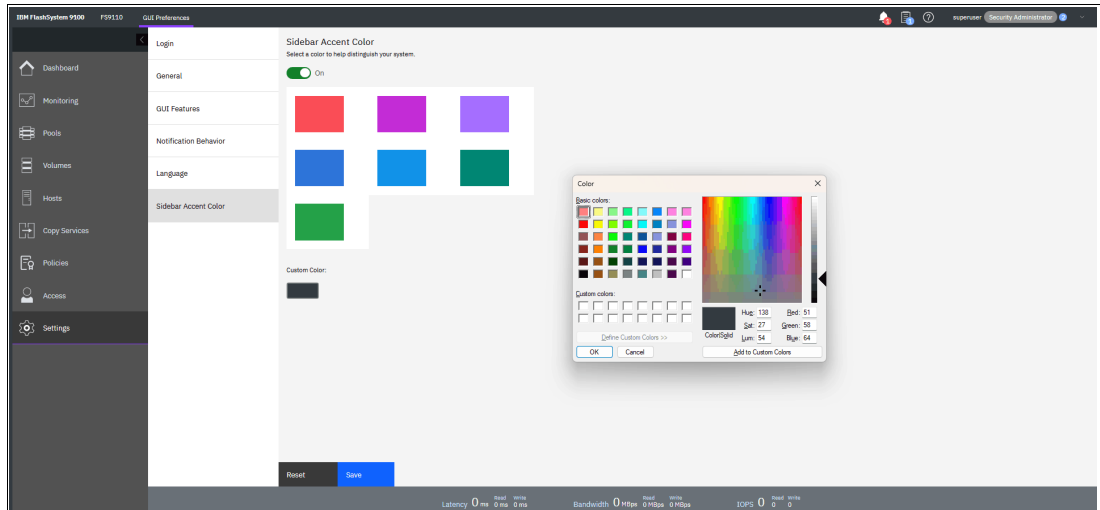 IBM FlashSystem 9100 FS9110 GUI Preferences
1 1 superuser Security Administrator 2
Dashboard
Monitoring
Pools
Volumes
Hosts
Copy Services
Policies
Access
Settings
Login
General
GUI Features
Notification Behavior
Language
Sidebar Accent Color
Sidebar Accent Color
Select a color to help distinguish your system.
On
Custom Color:
Color
Basic colors:
Custom colors:
Define Custom Colors >>
OK Cancel
Color|Solid
Hue: 138 Red: 51
Sat: 27 Green: 58
Lum: 54 Blue: 64
Add to Custom Colors
Reset Save
Latency 0 ms Read 0 ms Write 0 ms Bandwidth 0 MBps Read 0 MBps Write 0 MBps IOPS 0 Read 0 Write 0